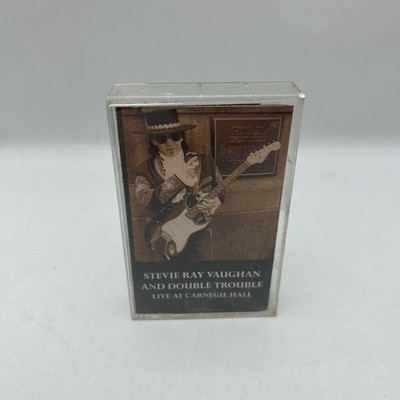 STEVIE RAY VAUGHAN
AND DOUBLE TROUBLE
LIVE AT CARNEGIE HALL